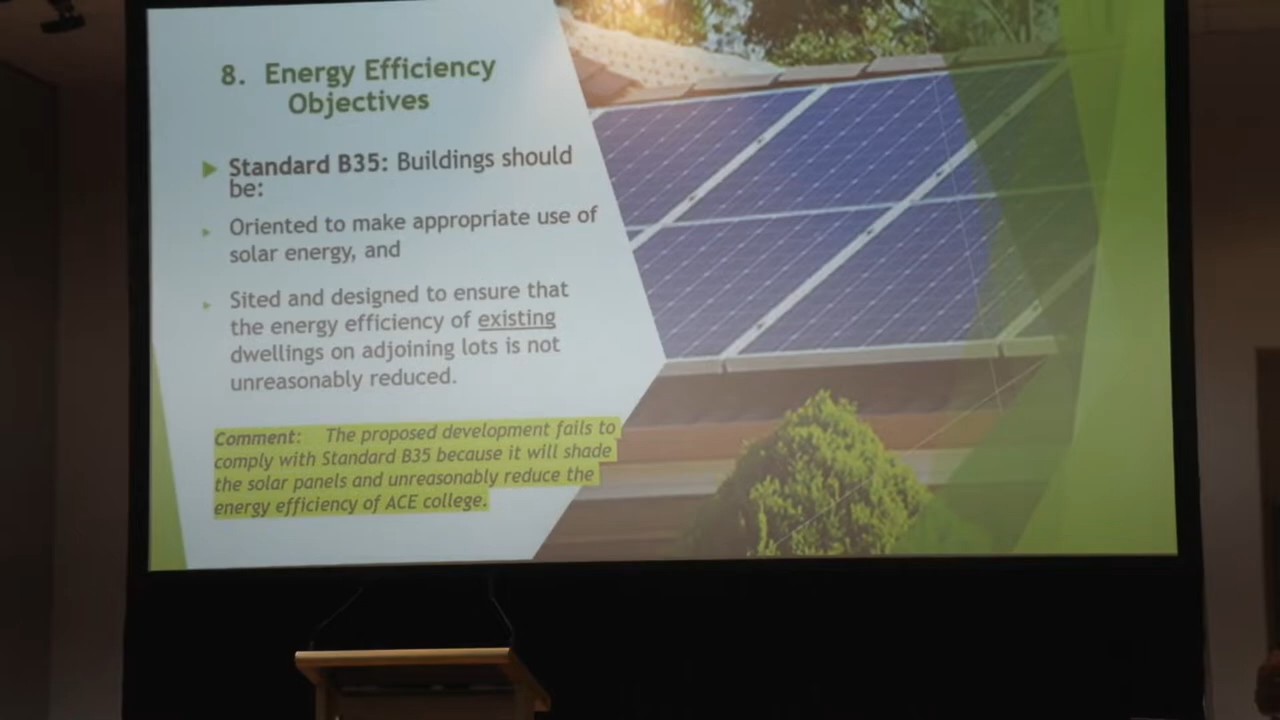 8. Energy Efficiency
Objectives
Standard B35: Buildings should
be:
Oriented to make appropriate use of
solar energy, and
Sited and designed to ensure that
the energy efficiency of existing
dwellings on adjoining lots is not
unreasonably reduced.
Comment: The proposed development fails to
comply with Standard B35 because it will shade
the solar panels and unreasonably reduce the
energy efficiency of ACE college.